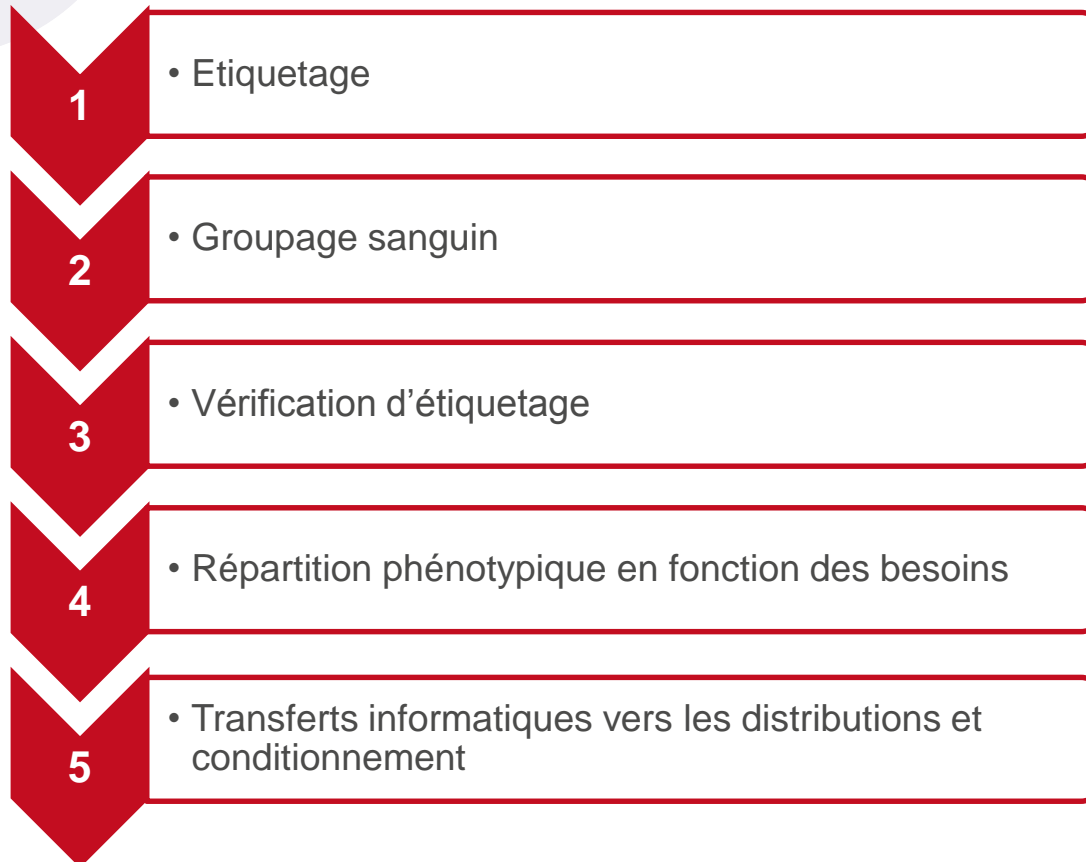 1
• Etiquetage
2
• Groupage sanguin
3
• Vérification d’étiquetage
4
• Répartition phénotypique en fonction des besoins
5
• Transferts informatiques vers les distributions et
conditionnement